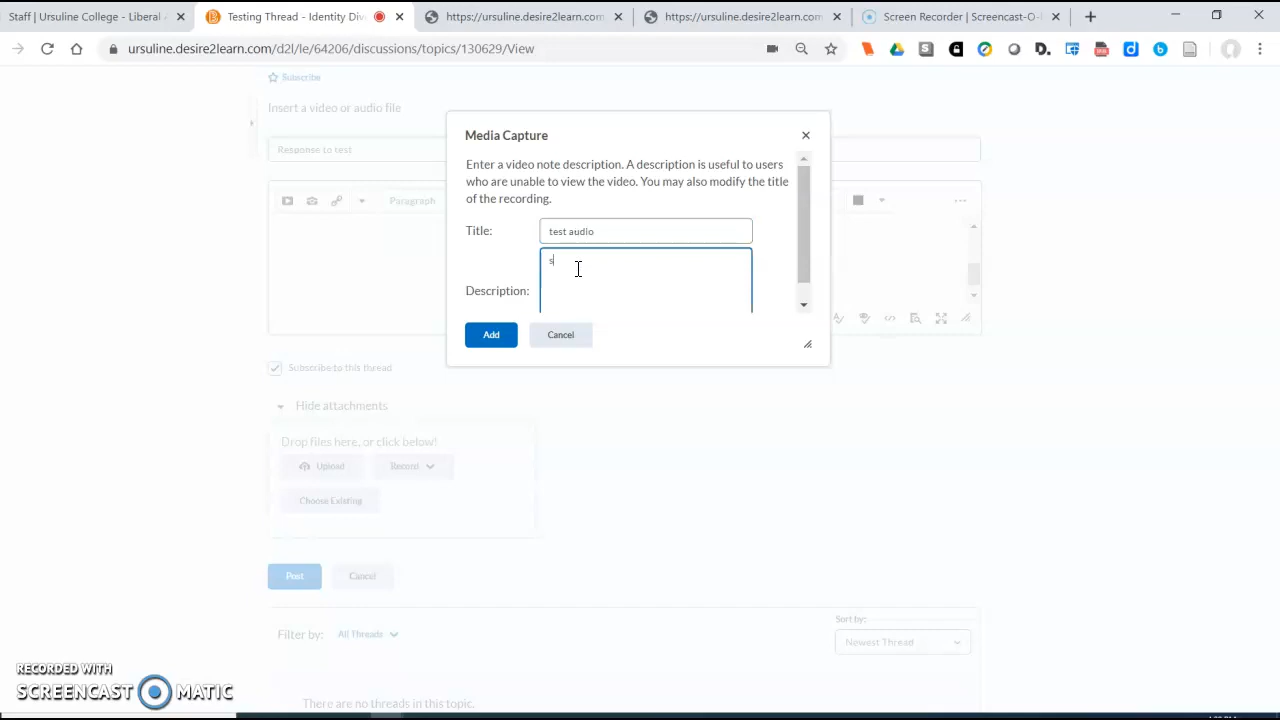 Staff | Ursuline College - Liberal A
Testing Thread - Identity Div
https://ursuline.desire2learn.com
https://ursuline.desire2learn.com
Screen Recorder | Screencast-O-
ursuline.desire2learn.com/d2l/le/64206/discussions/topics/130629/View
Subscribe
Insert a video or audio file
Response to test
Paragraph
Media Capture
Enter a video note description. A description is useful to users
who are unable to view the video. You may also modify the title
of the recording.
Title:
test audio
s
Description:
Add
Cancel
Subscribe to this thread
Hide attachments
Drop files here, or click below!
Upload
Record
Choose Existing
Post
Cancel
Filter by:
All Threads
Sort by:
Newest Thread
There are no threads in this topic.
RECORDED WITH
SCREENCAST MATIC